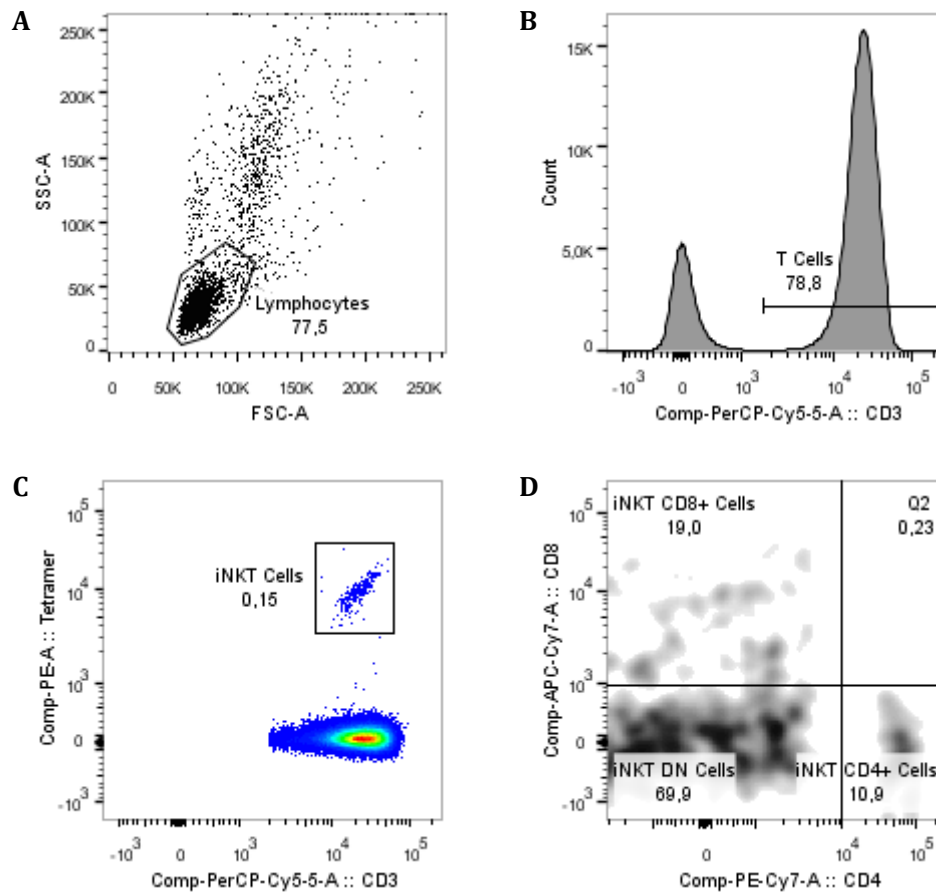 A
250K
200K
150K
100K
50K
0
SSC-A
Lymphocytes
77,5
0 50K 100K 150K 200K 250K
FSC-A
B
15K
10K
5,0K
0
Count
T Cells
78,8
-10^3 0 10^3 10^4 10^5
Comp-PerCP-Cy5-5-A :: CD3
C
10^5
10^4
10^3
0
-10^3
Comp-PE-A :: Tetramer
iNKT Cells
0,15
-10^3 0 10^3 10^4 10^5
Comp-PerCP-Cy5-5-A :: CD3
D
10^5
10^4
10^3
0
-10^3
Comp-APC-Cy7-A :: CD8
iNKT CD8+ Cells
19,0
Q2
0,23
iNKT DN Cells
69,9
iNKT CD4+ Cells
10,9
0 10^4 10^5
Comp-PE-Cy7-A :: CD4